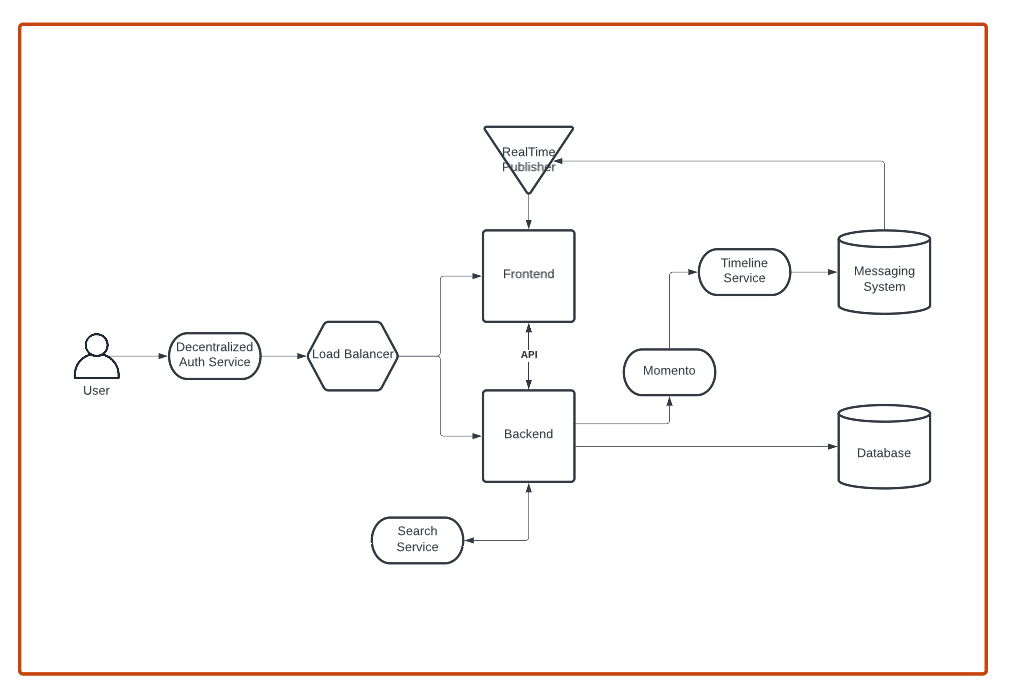 RealTime
Publisher
Frontend
Timeline
Service
Messaging
System
Decentralized
Auth Service
Load Balancer
API
User
Momento
Backend
Database
Search
Service